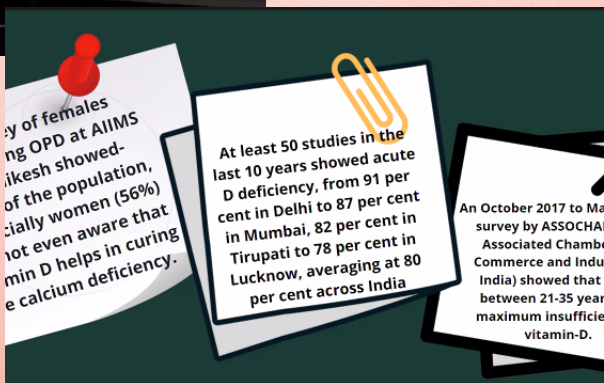 ey of females
ng OPD at AIIMS
ikesh showed-
of the population,
cially women (56%)
not even aware that
min D helps in curing
e calcium deficiency.
At least 50 studies in the
last 10 years showed acute
D deficiency, from 91 per
cent in Delhi to 87 per cent
in Mumbai, 82 per cent in
Tirupati to 78 per cent in
Lucknow, averaging at 80
per cent across India
An October 2017 to Ma
survey by ASSOCHA
Associated Chambe
Commerce and Indu
India) showed that
between 21-35 year
maximum insufficie
vitamin-D.